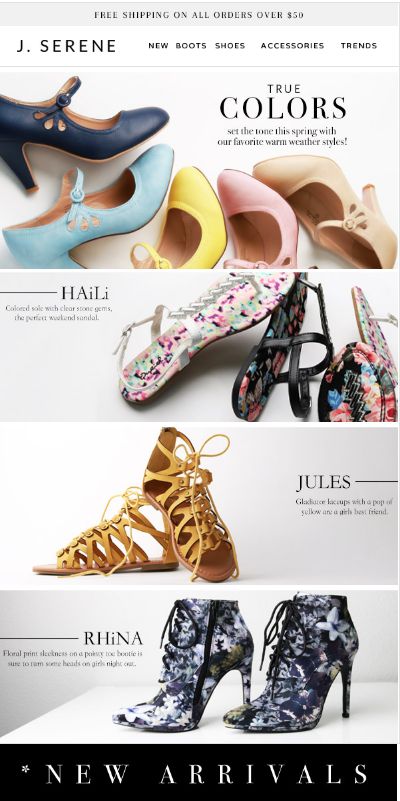 FREE SHIPPING ON ALL ORDERS OVER $50
J. SERENE
NEW BOOTS SHOES ACCESSORIES TRENDS
TRUE
COLORS
set the tone this spring with
our favorite warm weather styles!
HAiLi
Colored sole with clear stone gems,
the perfect weekend sandal.
JULES
Gladiator laceups with a pop of
yellow are a girls best friend.
RHiNA
Floral print sleekness on a pointy toe bootie is
sure to turn some heads on girls night out.
* NEW ARRIVALS